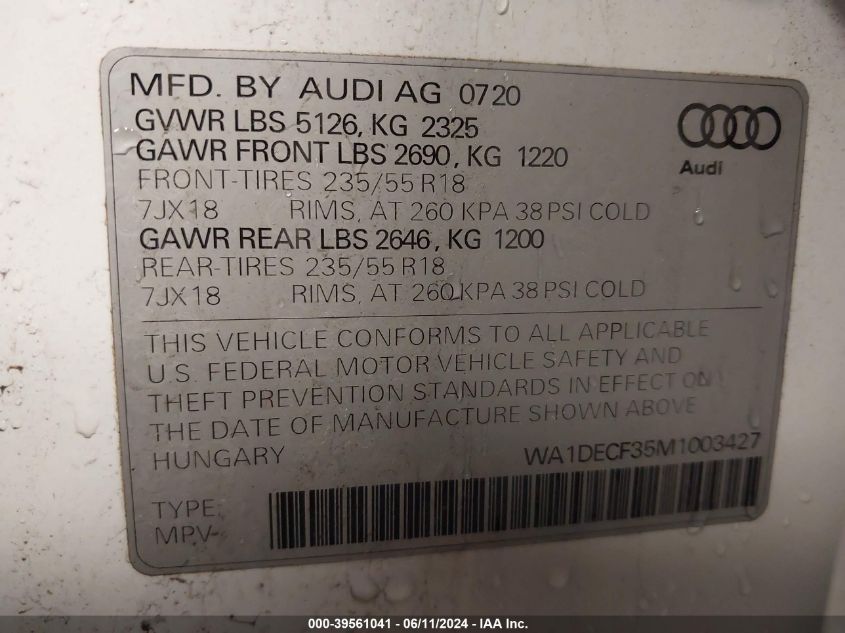 MFD. BY AUDI AG 0720
GVWR LBS 5126, KG 2325
GAWR FRONT LBS 2690, KG 1220
FRONT-TIRES 235/55 R18
7JX18 RIMS, AT 260 KPA 38 PSI COLD
GAWR REAR LBS 2646, KG 1200
REAR-TIRES 235/55 R18
7JX18 RIMS, AT 260 KPA 38 PSI COLD
Audi
THIS VEHICLE CONFORMS TO ALL APPLICABLE
U.S. FEDERAL MOTOR VEHICLE SAFETY AND
THEFT PREVENTION STANDARDS IN EFFECT ON
THE DATE OF MANUFACTURE SHOWN ABOVE
HUNGARY WA1DECF35M1003427
TYPE:
MPV
000-39561041 - 06/11/2024 - IAA Inc.